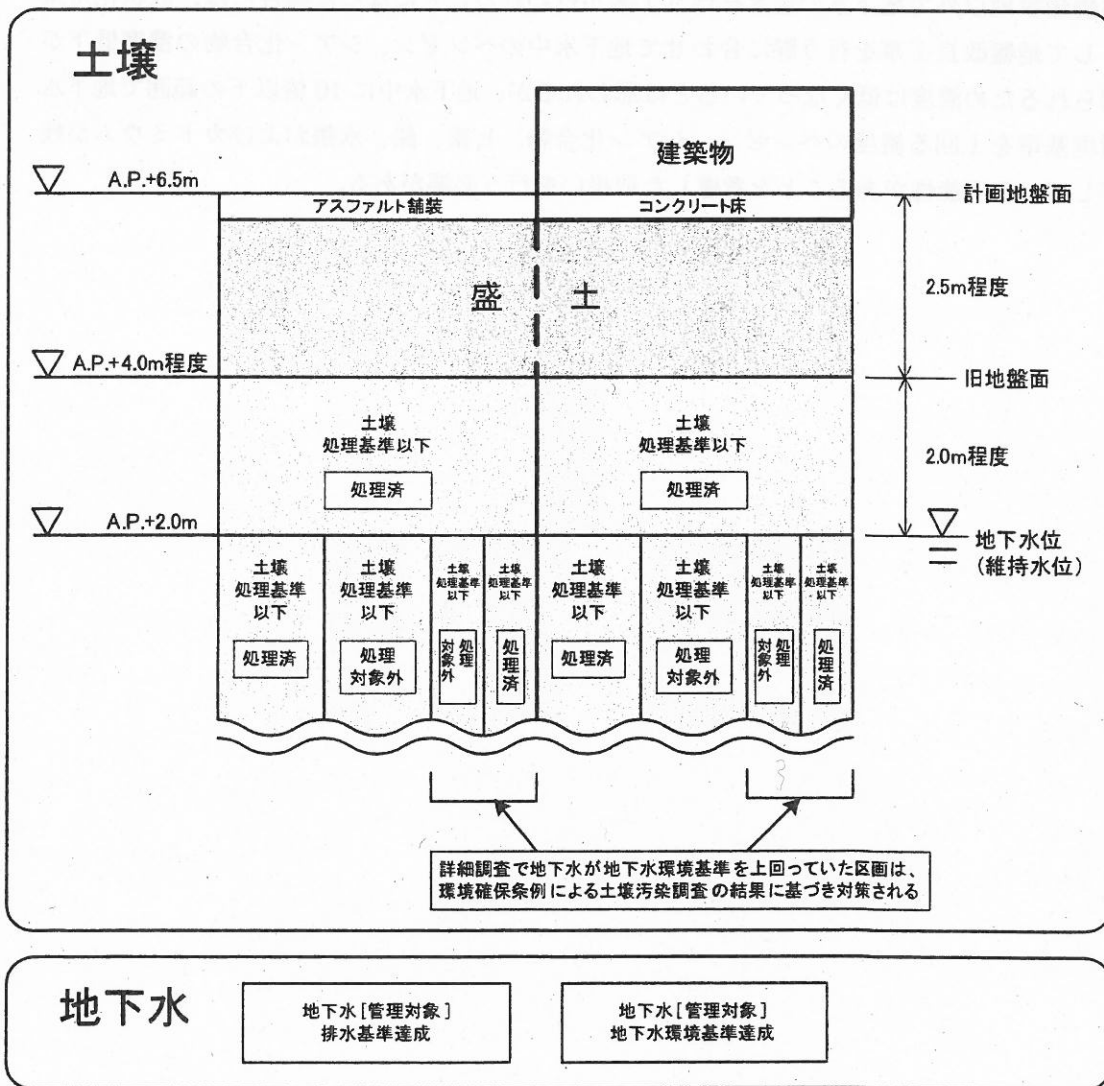 土壌
建築物
A.P.+6.5m
計画地盤面
アスファルト舗装
コンクリート床
盛 土
2.5m程度
A.P.+4.0m程度
旧地盤面
土壌
処理基準以下
処理済
土壌
処理基準以下
処理済
2.0m程度
A.P.+2.0m
地下水位
(維持水位)
土壌
処理基準
以下
処理済
土壌
処理基準
以下
処理
対象外
土壌
処理基準
以下
処理
対象外
土壌
処理基準
以下
処理済
土壌
処理基準
以下
処理済
土壌
処理基準
以下
処理
対象外
土壌
処理基準
以下
処理
対象外
土壌
処理基準
以下
処理済
詳細調査で地下水が地下水環境基準を上回っていた区画は、
環境確保条例による土壌汚染調査の結果に基づき対策される
地下水
地下水[管理対象]
排水基準達成
地下水[管理対象]
地下水環境基準達成